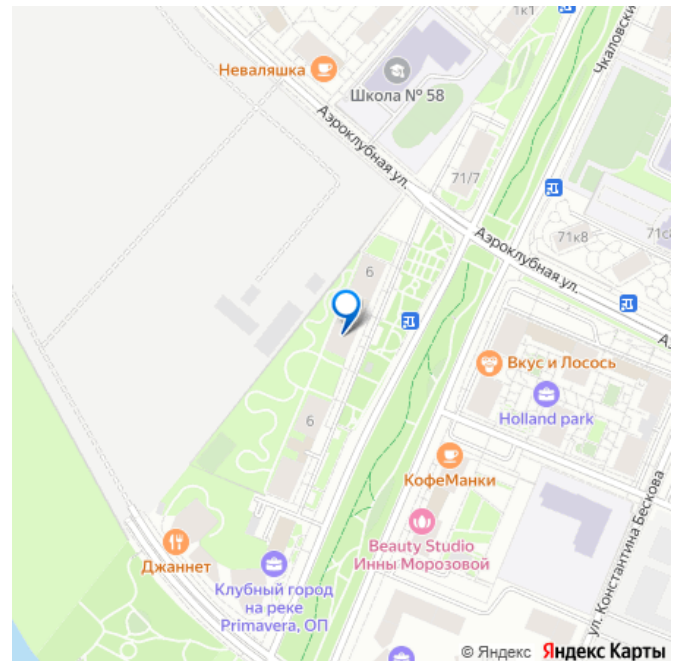 1к1
Чкаловски
Неваляшка
Школа № 58
Аэроклубная ул.
71/7
Аэроклубная ул.
71к8
71с8
А
6
Вкус и Лосось
Holland park
6
КофеМанки
Beauty Studio
Инны Морозовой
ул. Константина Бескова
Джаннет
Клубный город
на реке
Primavera, ОП
© Яндекс Яндекс Карты